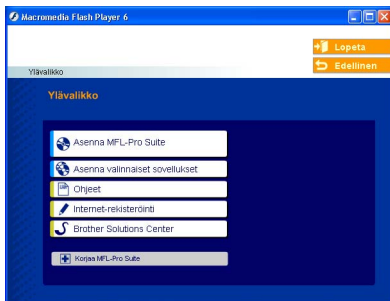 Macromedia Flash Player 6
Lopeta
Edellinen
Ylävalikko
Ylävalikko
Asenna MFL-Pro Suite
Asenna valinnaiset sovellukset
Ohjeet
Internet-rekisteröinti
Brother Solutions Center
Korjaa MFL-Pro Suite